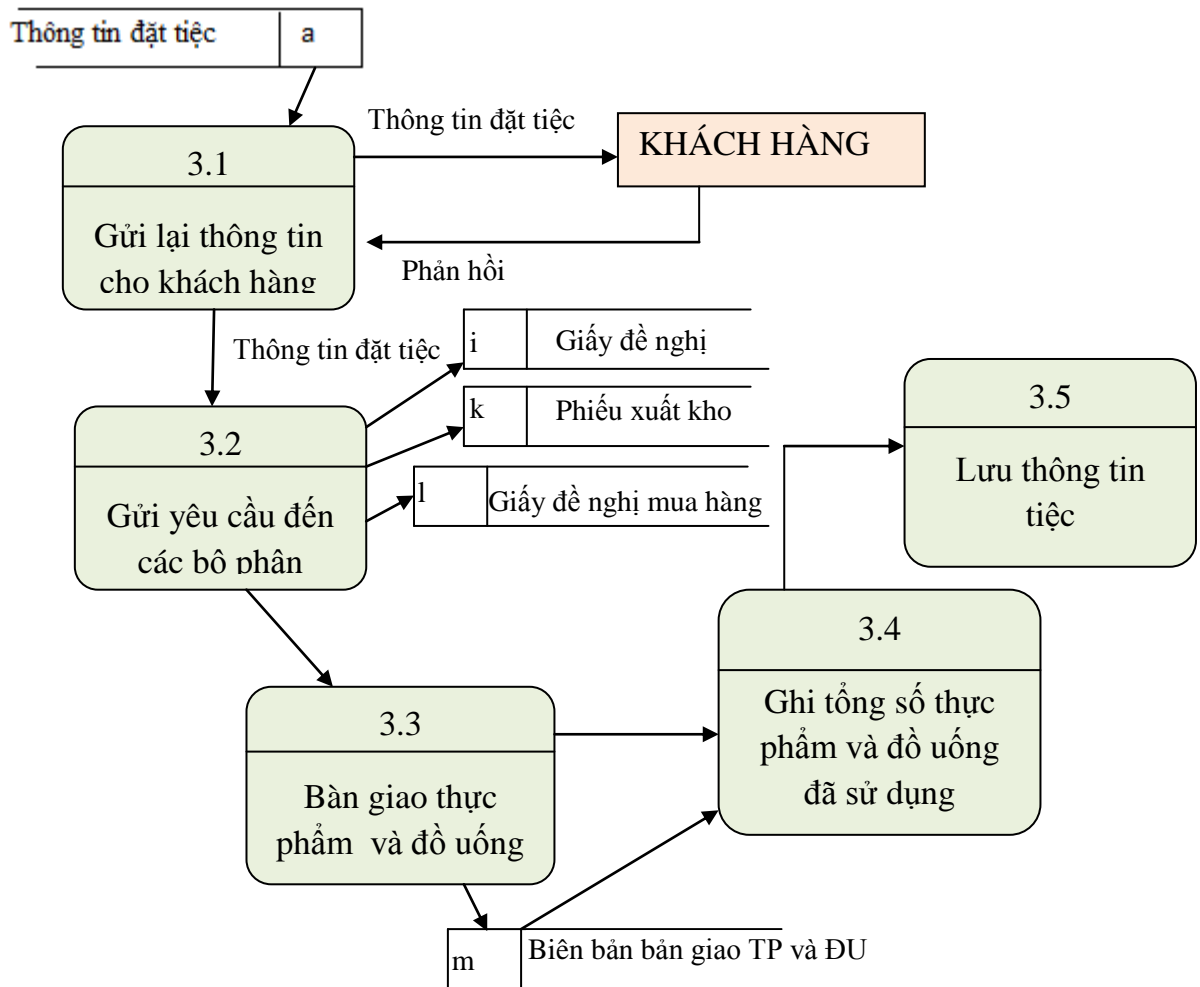 Thông tin đặt tiệc
a
Thông tin đặt tiệc
KHÁCH HÀNG
3.1
Gửi lại thông tin
cho khách hàng
Phản hồi
Thông tin đặt tiệc
i
Giấy đề nghị
k
Phiếu xuất kho
l
Giấy đề nghị mua hàng
3.2
Gửi yêu cầu đến
các bô phân
3.5
Lưu thông tin
tiệc
3.4
Ghi tổng số thực
phẩm và đồ uống
đã sử dụng
3.3
Bàn giao thực
phẩm và đồ uống
m
Biên bản bản giao TP và ĐU